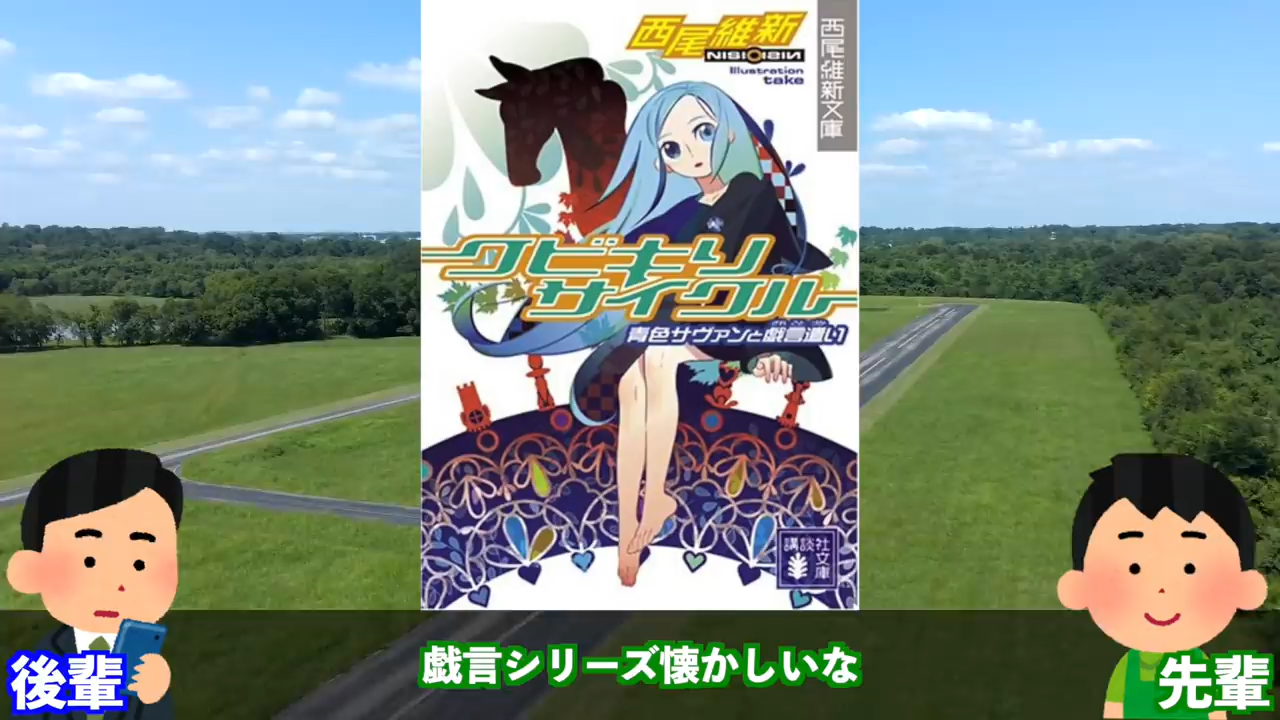 西尾維新
NISIOISIN
Illustration
take
西尾維新文庫
クビキリ
サイクル
青色サヴァンと戯言遣い
講談社
文庫
戯言シリーズ懐かしいな
後輩
先輩